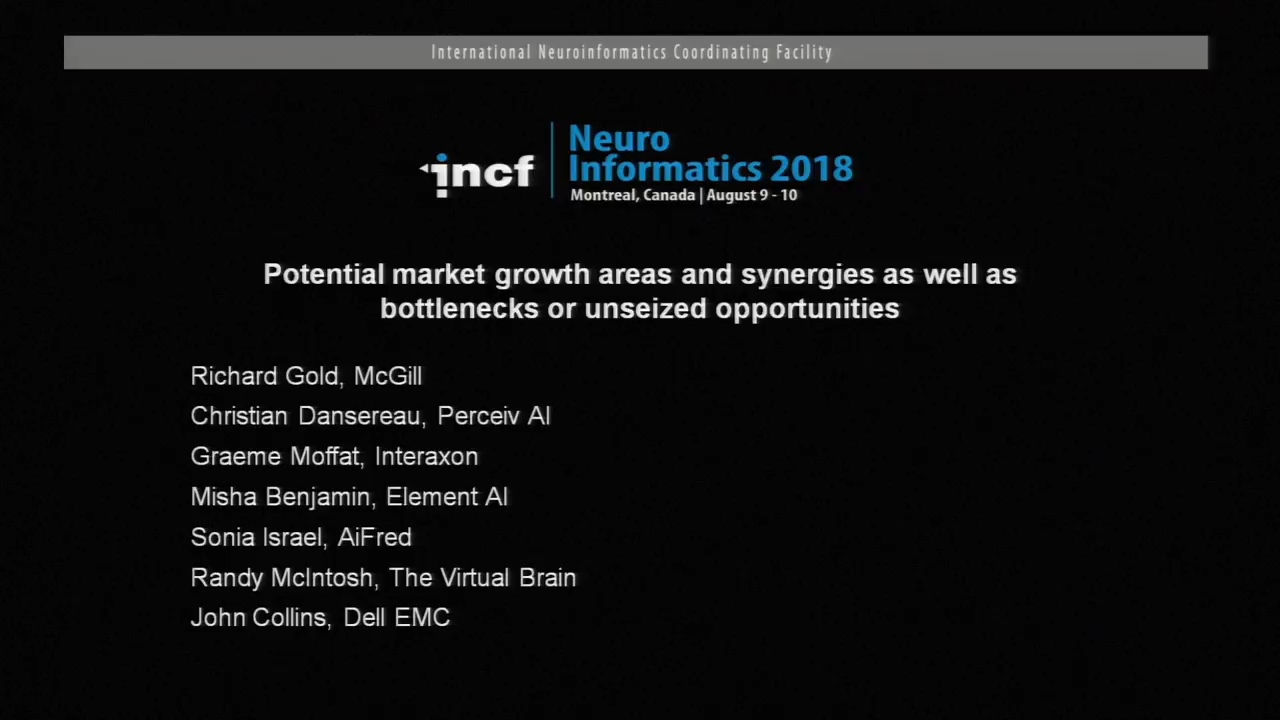 International Neuroinformatics Coordinating Facility
incf
Neuro
Informatics 2018
Montreal, Canada | August 9 - 10
Potential market growth areas and synergies as well as
bottlenecks or unseized opportunities
Richard Gold, McGill
Christian Dansereau, Perceiv AI
Graeme Moffat, Interaxon
Misha Benjamin, Element AI
Sonia Israel, AiFred
Randy McIntosh, The Virtual Brain
John Collins, Dell EMC